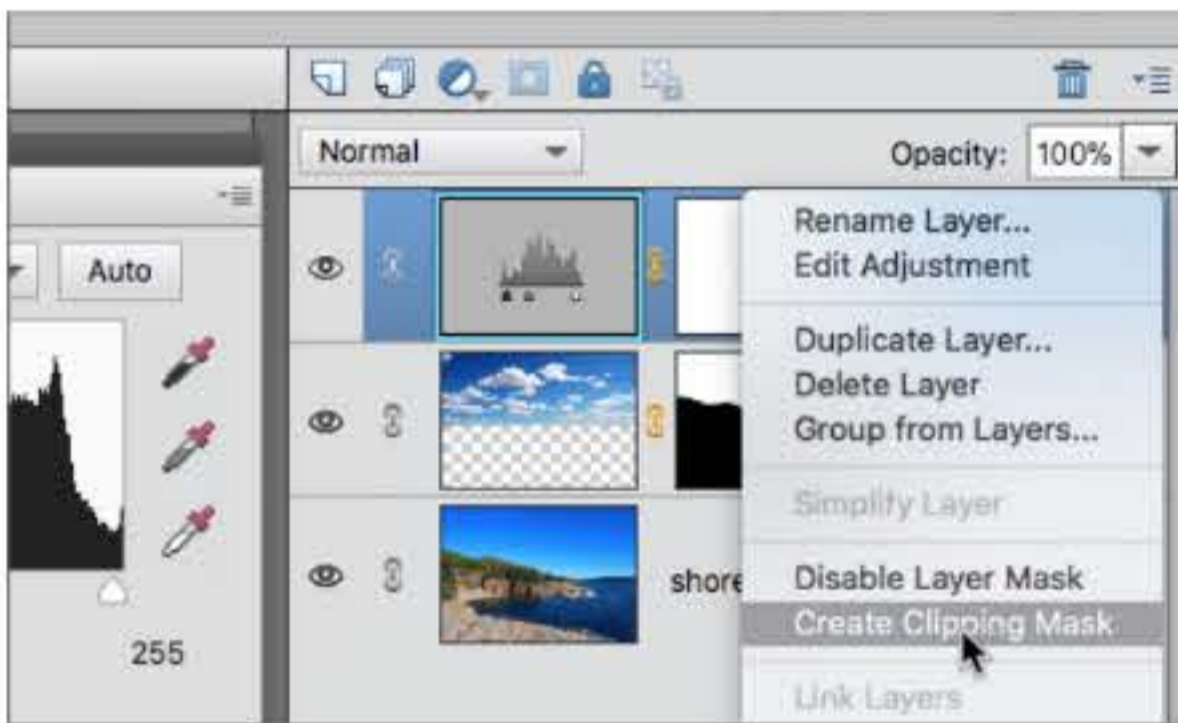 Normal
Opacity: 100%
Auto
Rename Layer...
Edit Adjustment
Duplicate Layer...
Delete Layer
Group from Layers...
Simplify Layer
shore
Disable Layer Mask
Create Clipping Mask
255
Link Layers